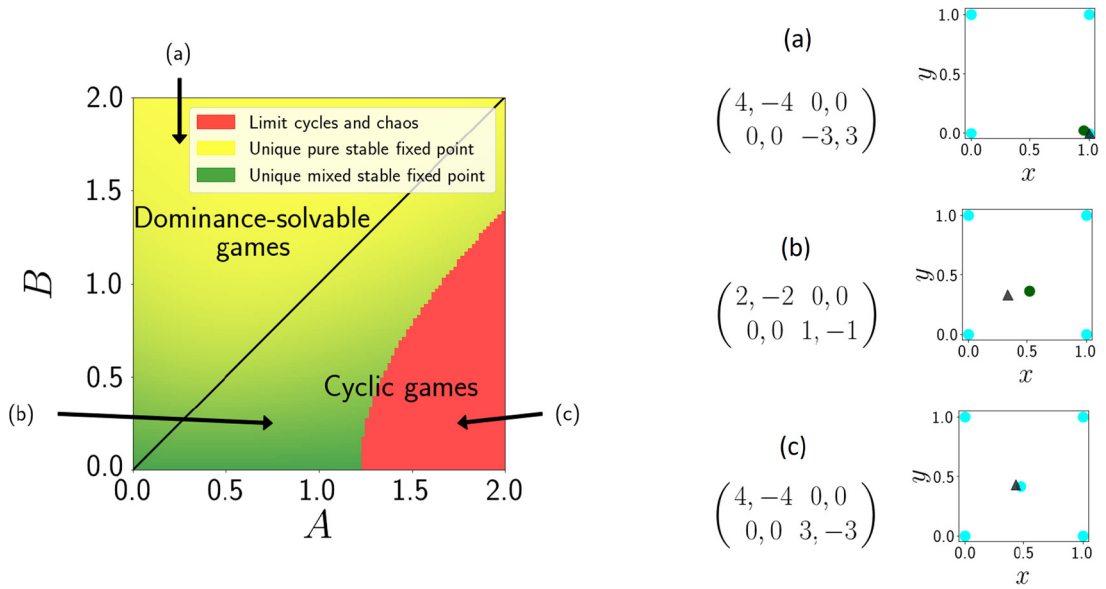 (a)
2.0
Limit cycles and chaos
Unique pure stable fixed point
Unique mixed stable fixed point
1.5
Dominance-solvable
games
B
1.0
0.5
Cyclic games
(b)
(c)
0.0
0.0 0.5 1.0 1.5 2.0
A
(a)
4, −4 0, 0
0, 0 −3, 3
1.0
y 0.5
0.0
0.0 0.5 1.0
x
(b)
2, −2 0, 0
0, 0 1, −1
1.0
y 0.5
0.0
0.0 0.5 1.0
x
(c)
4, −4 0, 0
0, 0 3, −3
1.0
y 0.5
0.0
0.0 0.5 1.0
x